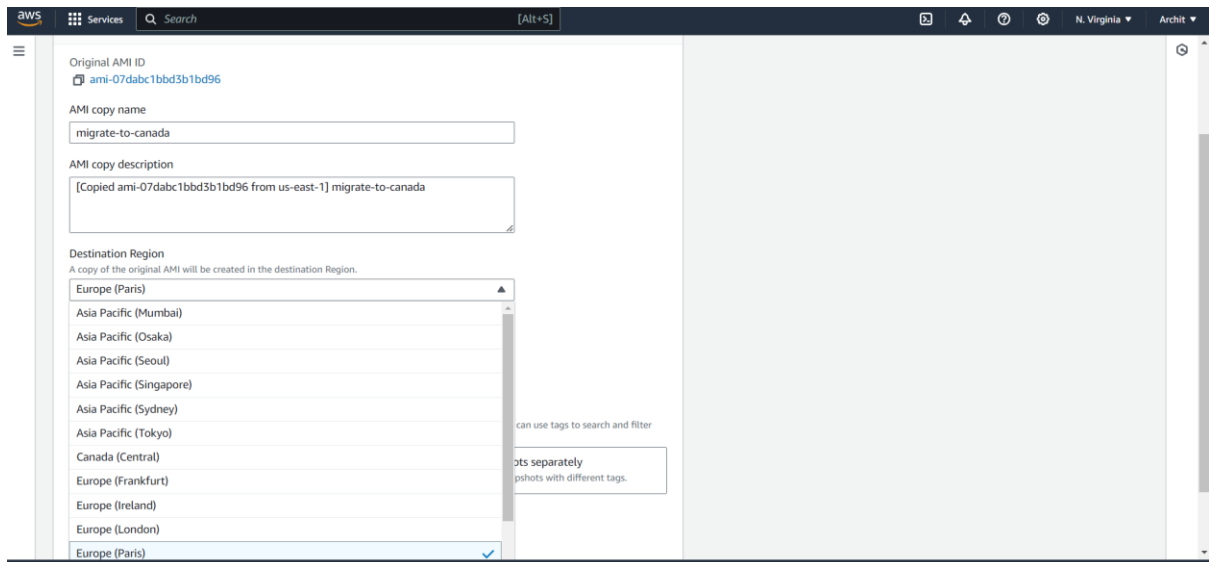 aws Services Search [Alt+S] N. Virginia Archit
Original AMI ID
ami-07dabc1bbd3b1bd96
AMI copy name
migrate-to-canada
AMI copy description
[Copied ami-07dabc1bbd3b1bd96 from us-east-1] migrate-to-canada
Destination Region
A copy of the original AMI will be created in the destination Region.
Europe (Paris)
Asia Pacific (Mumbai)
Asia Pacific (Osaka)
Asia Pacific (Seoul)
Asia Pacific (Singapore)
Asia Pacific (Sydney)
Asia Pacific (Tokyo)
can use tags to search and filter
Canada (Central)
ots separately
Europe (Frankfurt)
pshots with different tags.
Europe (Ireland)
Europe (London)
Europe (Paris)